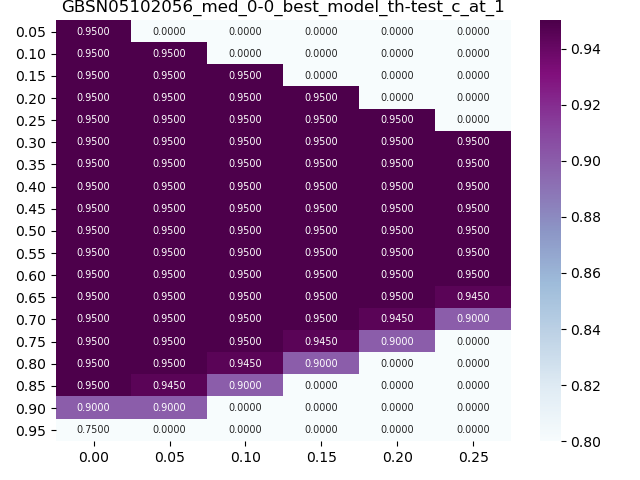 GBSN05102056_med_0-0_best_model_th-test_c_at_1
0.05 0.9500 0.0000 0.0000 0.0000 0.0000 0.0000
0.10 0.9500 0.9500 0.0000 0.0000 0.0000 0.0000
0.15 0.9500 0.9500 0.9500 0.0000 0.0000 0.0000
0.20 0.9500 0.9500 0.9500 0.9500 0.0000 0.0000
0.25 0.9500 0.9500 0.9500 0.9500 0.9500 0.0000
0.30 0.9500 0.9500 0.9500 0.9500 0.9500 0.9500
0.35 0.9500 0.9500 0.9500 0.9500 0.9500 0.9500
0.40 0.9500 0.9500 0.9500 0.9500 0.9500 0.9500
0.45 0.9500 0.9500 0.9500 0.9500 0.9500 0.9500
0.50 0.9500 0.9500 0.9500 0.9500 0.9500 0.9500
0.55 0.9500 0.9500 0.9500 0.9500 0.9500 0.9500
0.60 0.9500 0.9500 0.9500 0.9500 0.9500 0.9500
0.65 0.9500 0.9500 0.9500 0.9500 0.9500 0.9450
0.70 0.9500 0.9500 0.9500 0.9500 0.9450 0.9000
0.75 0.9500 0.9500 0.9500 0.9450 0.9000 0.0000
0.80 0.9500 0.9500 0.9450 0.9000 0.0000 0.0000
0.85 0.9500 0.9450 0.9000 0.0000 0.0000 0.0000
0.90 0.9000 0.9000 0.0000 0.0000 0.0000 0.0000
0.95 0.7500 0.0000 0.0000 0.0000 0.0000 0.0000
0.00 0.05 0.10 0.15 0.20 0.25
0.94
0.92
0.90
0.88
0.86
0.84
0.82
0.80